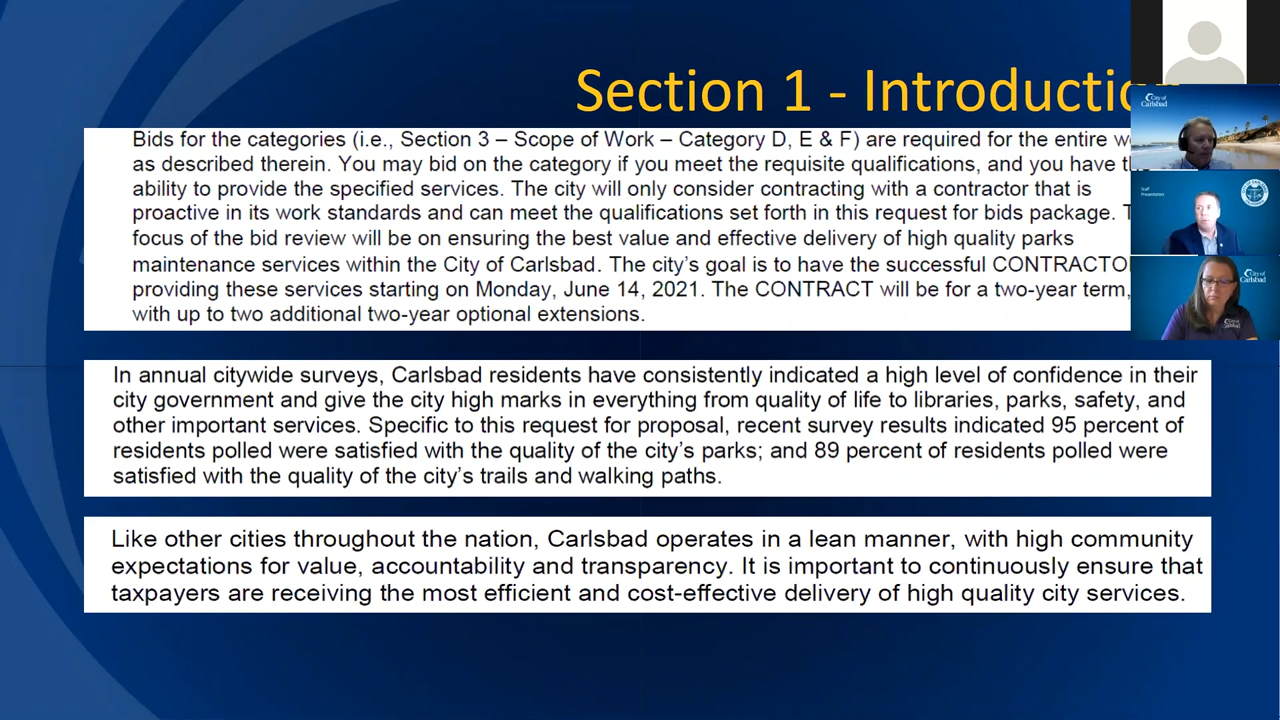 Section 1 - Introductio
Bids for the categories (i.e., Section 3 – Scope of Work – Category D, E & F) are required for the entire
as described therein. You may bid on the category if you meet the requisite qualifications, and you have
ability to provide the specified services. The city will only consider contracting with a contractor that is
proactive in its work standards and can meet the qualifications set forth in this request for bids package.
focus of the bid review will be on ensuring the best value and effective delivery of high quality parks
maintenance services within the City of Carlsbad. The city's goal is to have the successful CONTRACTO
providing these services starting on Monday, June 14, 2021. The CONTRACT will be for a two-year term,
with up to two additional two-year optional extensions.
In annual citywide surveys, Carlsbad residents have consistently indicated a high level of confidence in their
city government and give the city high marks in everything from quality of life to libraries, parks, safety, and
other important services. Specific to this request for proposal, recent survey results indicated 95 percent of
residents polled were satisfied with the quality of the city's parks; and 89 percent of residents polled were
satisfied with the quality of the city's trails and walking paths.
Like other cities throughout the nation, Carlsbad operates in a lean manner, with high community
expectations for value, accountability and transparency. It is important to continuously ensure that
taxpayers are receiving the most efficient and cost-effective delivery of high quality city services.
City of
Carlsbad
Staff
Presentation
City of
Carlsbad